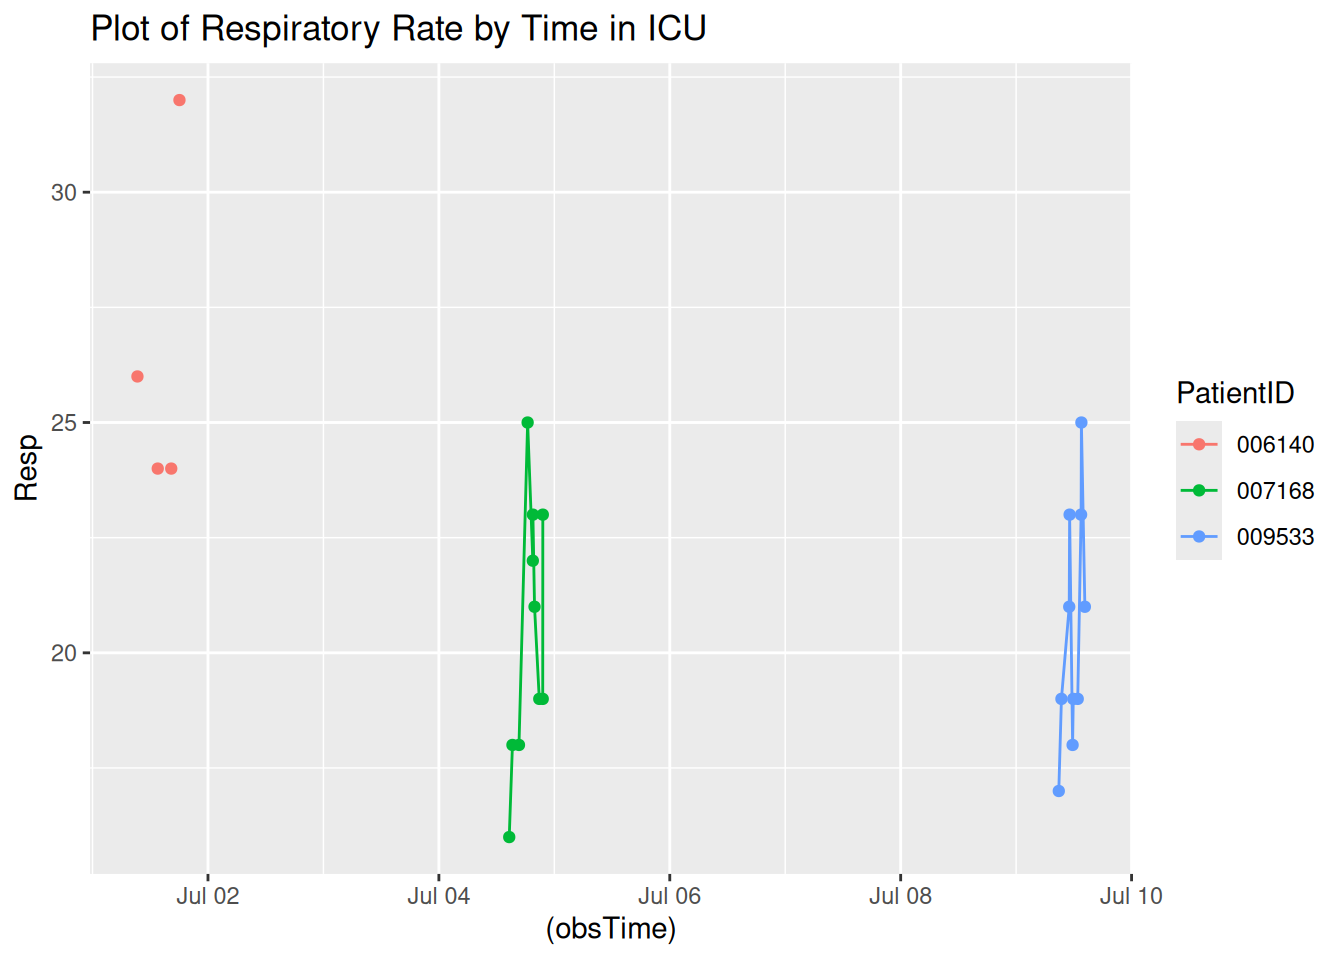 Plot of Respiratory Rate by Time in ICU
30
25
20
Resp
Jul 02
Jul 04
Jul 06
Jul 08
Jul 10
(obsTime)
PatientID
006140
007168
009533